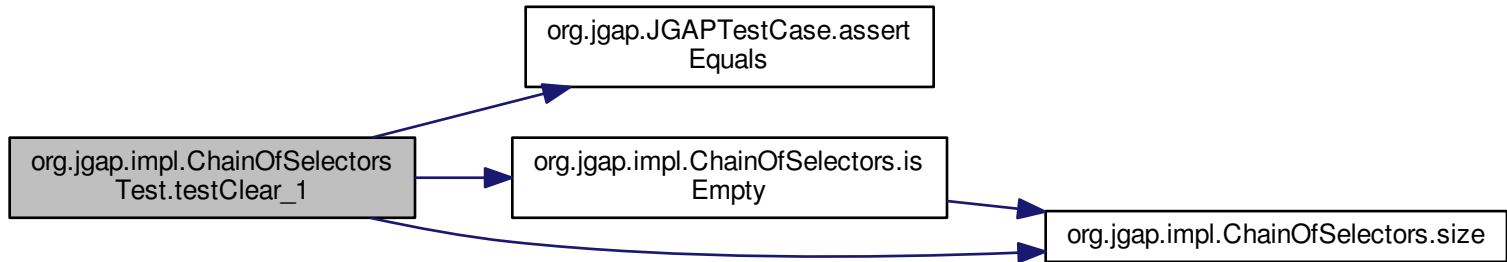 org.jgap.JGAPTestCase.assert
Equals
org.jgap.impl.ChainOfSelectors
Test.testClear_1
org.jgap.impl.ChainOfSelectors.is
Empty
org.jgap.impl.ChainOfSelectors.size